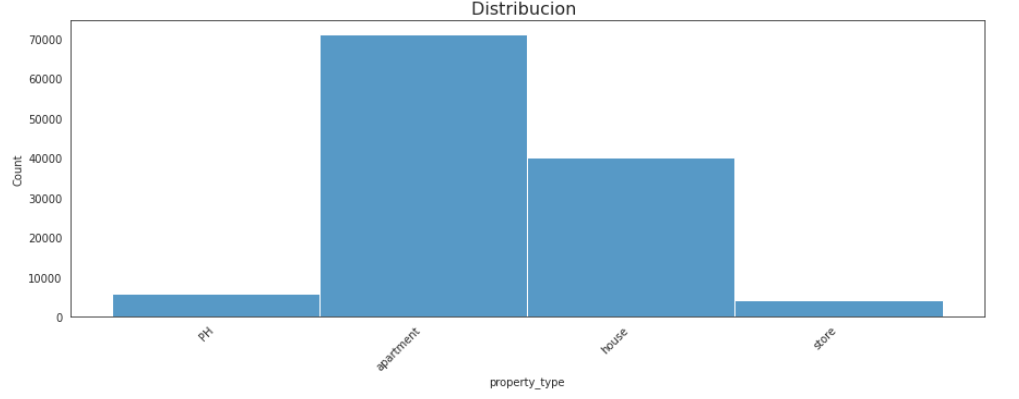 Distribucion
70000
60000
50000
40000
30000
20000
10000
0
Count
PH
apartment
house
store
property_type